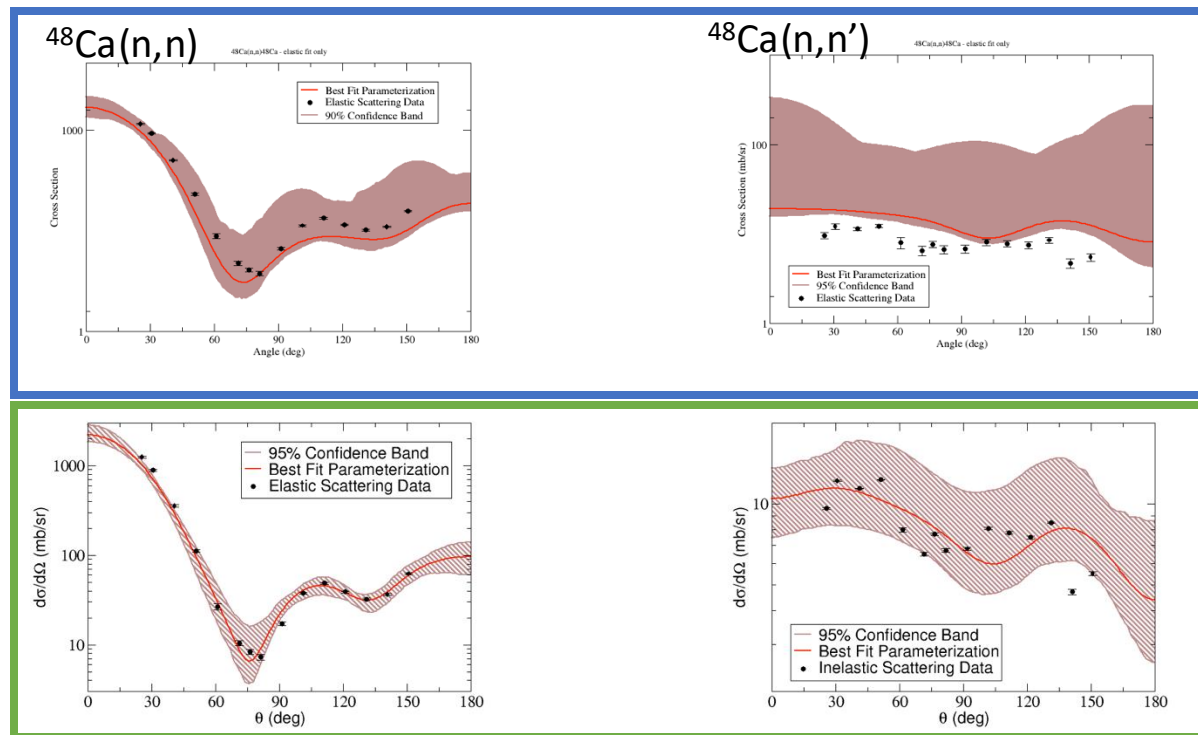 ⁴⁸Ca(n,n)
48Ca(n,n)48Ca - elastic fit only
Best Fit Parameterization
Elastic Scattering Data
90% Confidence Band
1000
1
Cross Section
0 30 60 90 120 150 180
Angle (deg)
⁴⁸Ca(n,n’)
48Ca(n,n)48Ca - elastic fit only
100
1
Cross Section (mb/sr)
Best Fit Parameterization
95% Confidence Band
Elastic Scattering Data
0 30 60 90 120 150 180
Angle (deg)
95% Confidence Band
Best Fit Parameterization
Elastic Scattering Data
1000
100
10
dσ/dΩ (mb/sr)
0 30 60 90 120 150 180
θ (deg)
10
dσ/dΩ (mb/sr)
95% Confidence Band
Best Fit Parameterization
Inelastic Scattering Data
0 30 60 90 120 150 180
θ (deg)